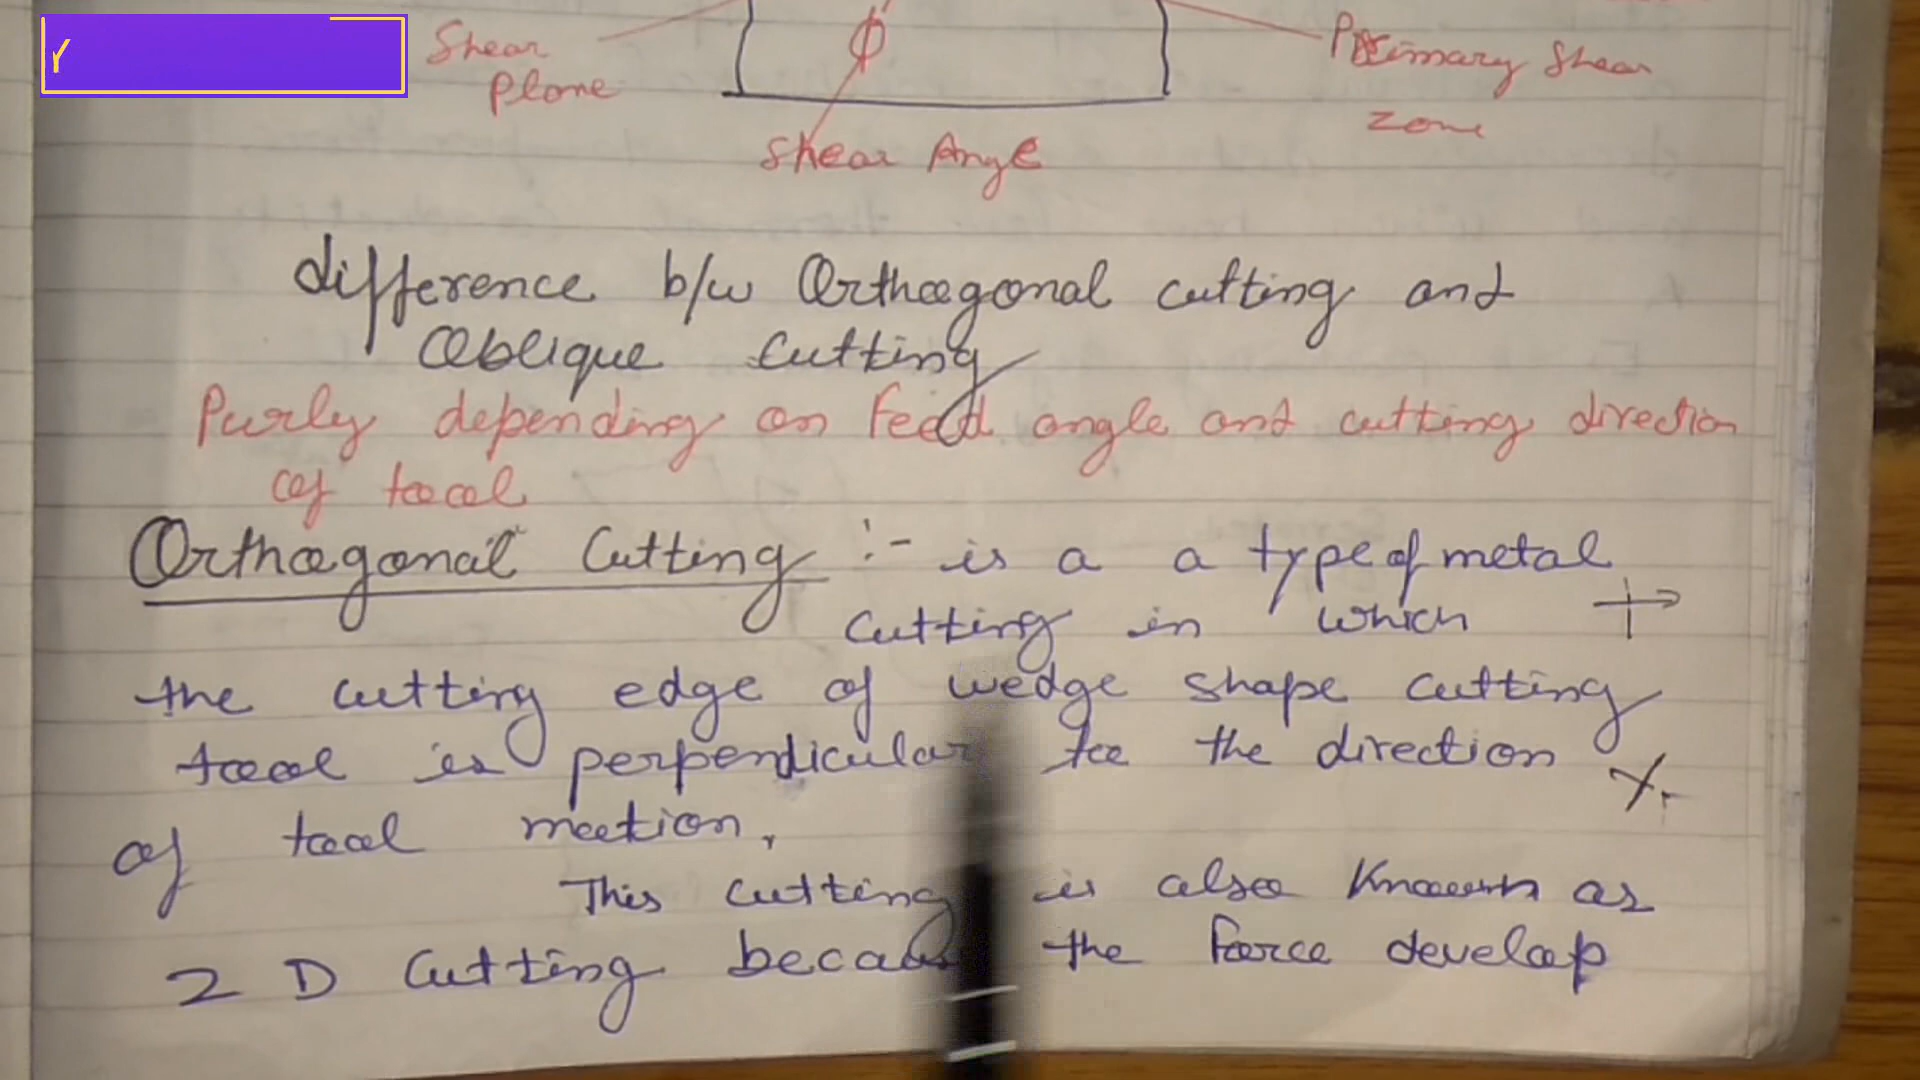 Y
Shear
Plane
φ
Primary Shear
zone
Shear Angle
difference b/w Orthogonal cutting and
Oblique cutting
Purly depending on feed angle and cutting direction
of tool
Orthogonal Cutting :- is a a type of metal
cutting in which
the cutting edge of wedge shape cutting
tool is perpendicular to the direction
of tool motion.
This cutting is also known as
2 D Cutting because the force develop